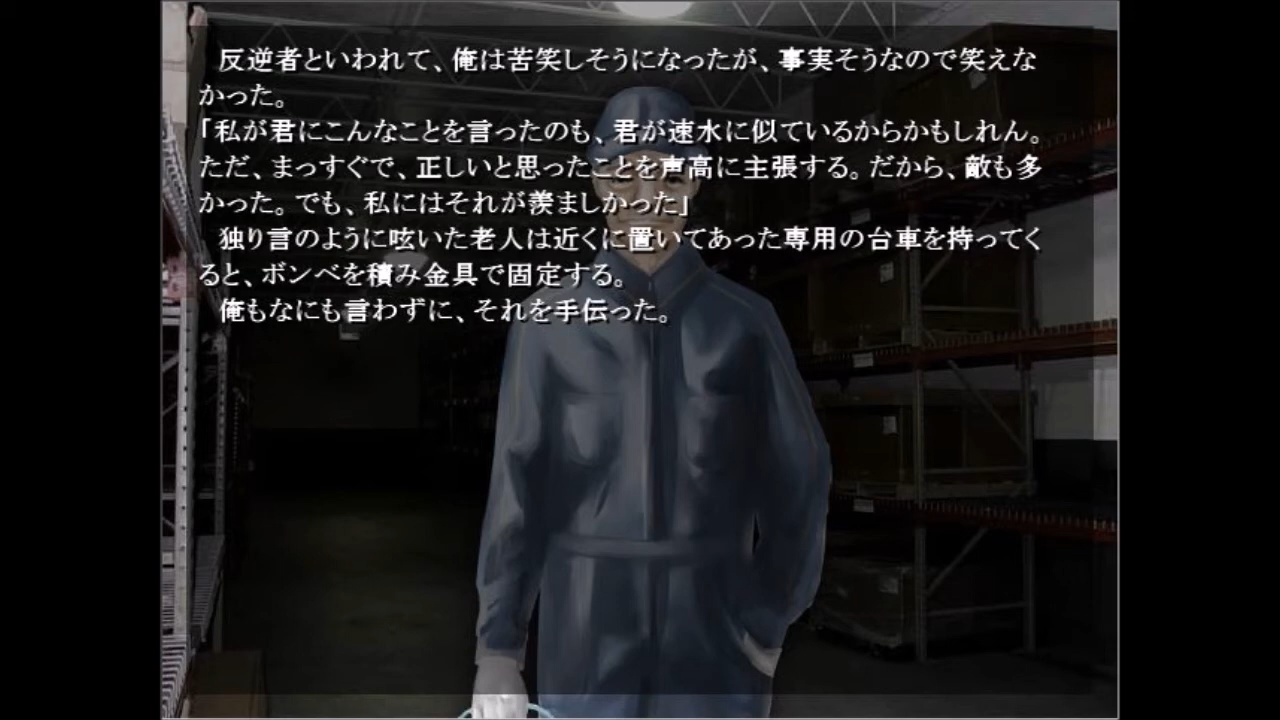 反逆者といわれて、俺は苦笑しそうになったが、事実そうなので笑えな
かった。
「私が君にこんなことを言ったのも、君が速水に似ているからかもしれん。
ただ、まっすぐで、正しいと思ったことを声高に主張する。だから、敵も多
かった。でも、私にはそれが羨ましかった」
独り言のように呟いた老人は近くに置いてあった専用の台車を持ってく
ると、ボンベを積み金具で固定する。
俺もなにも言わずに、それを手伝った。